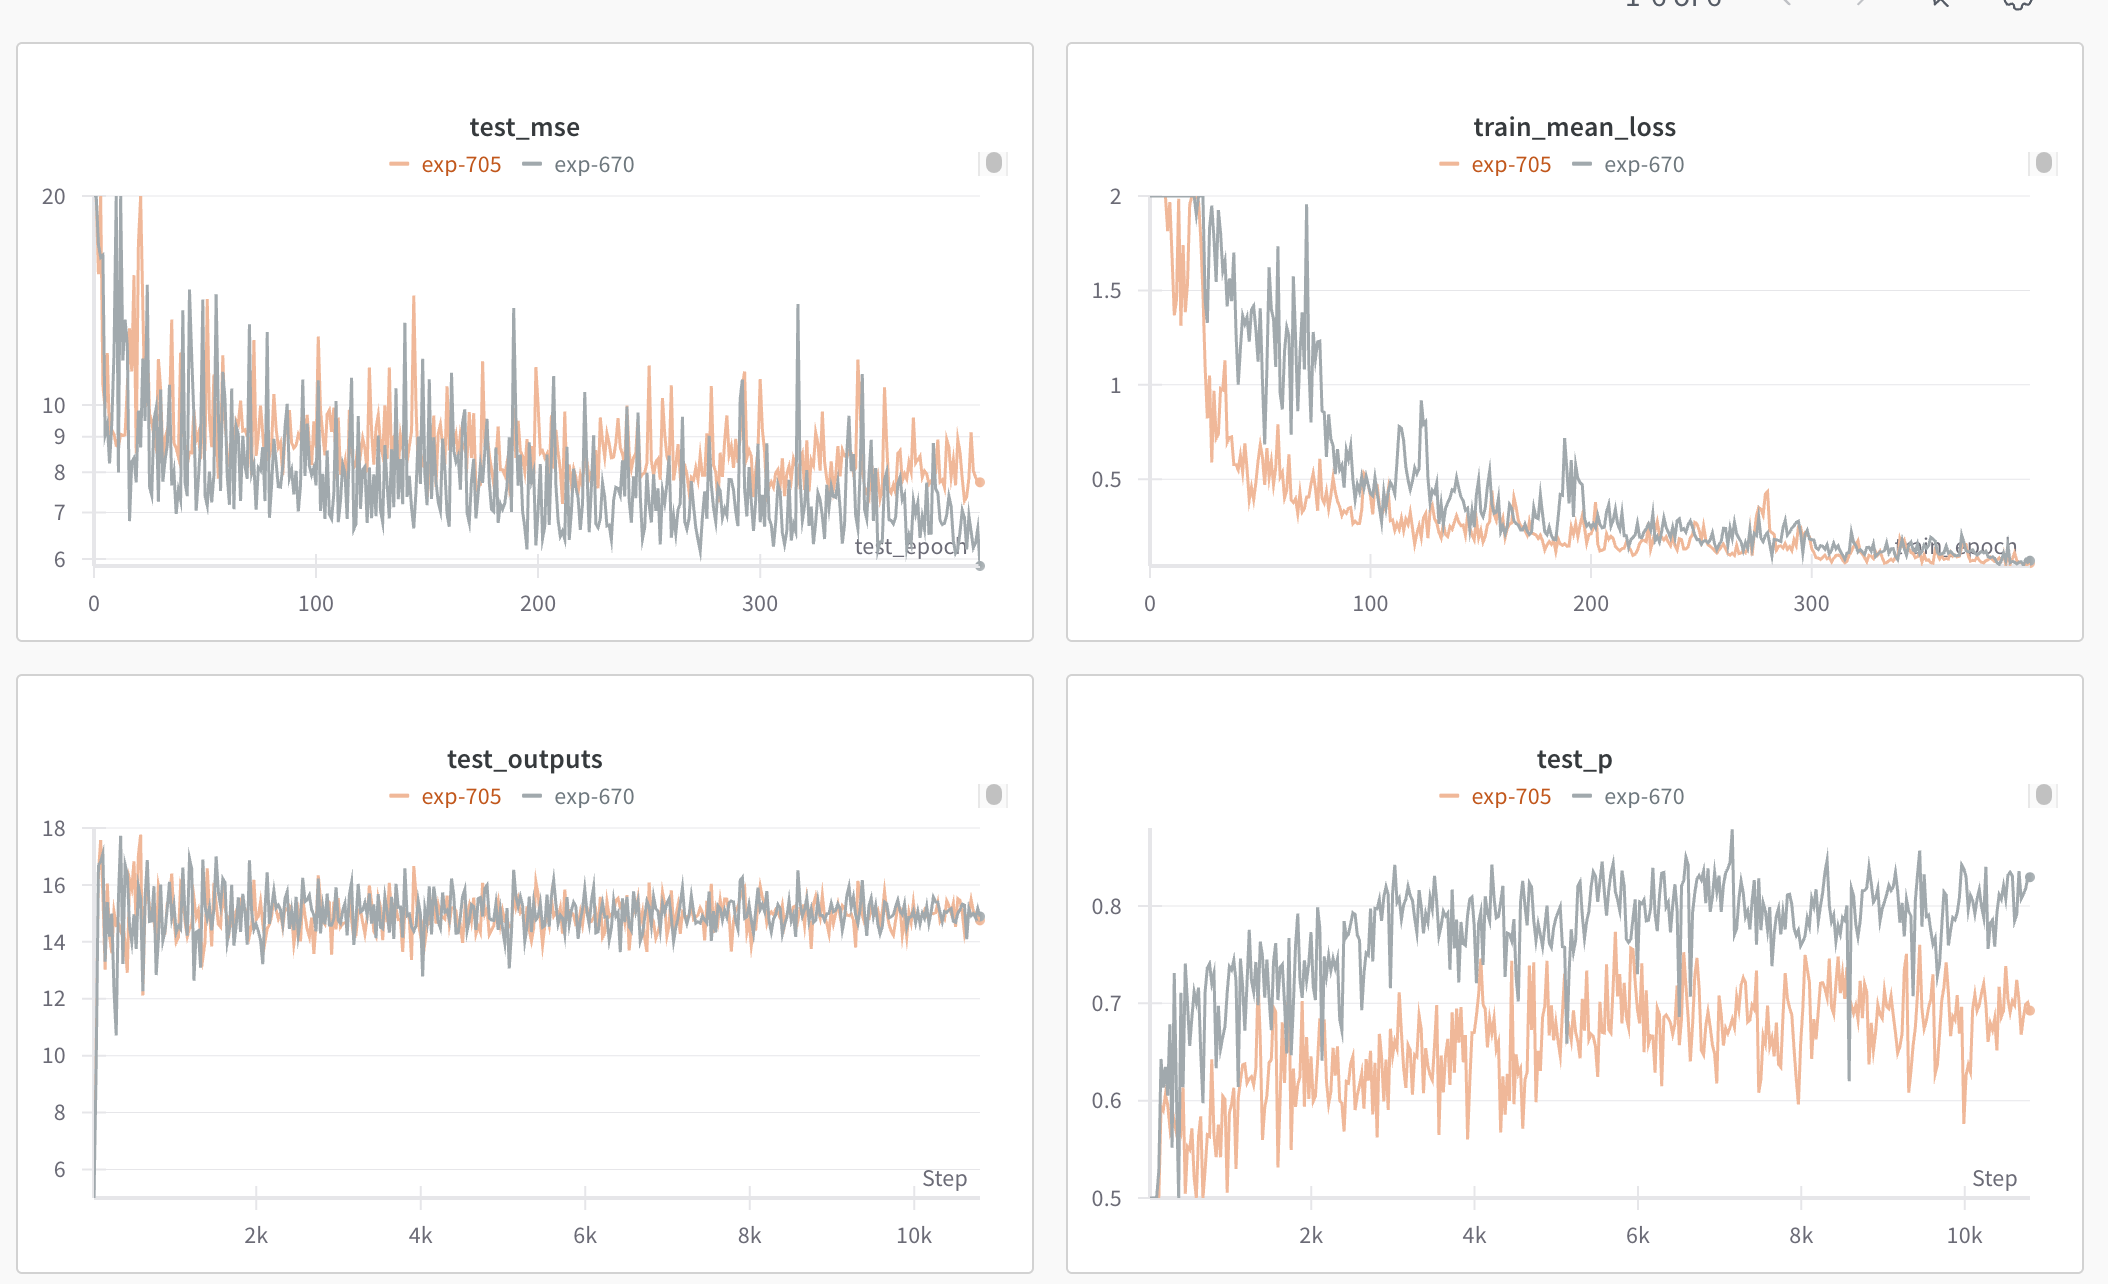 test_mse
exp-705 exp-670
20
10
9
8
7
6
test_epoch
0 100 200 300
train_mean_loss
exp-705 exp-670
2
1.5
1
0.5
train_epoch
0 100 200 300
test_outputs
exp-705 exp-670
18
16
14
12
10
8
6
Step
2k 4k 6k 8k 10k
test_p
exp-705 exp-670
0.8
0.7
0.6
0.5
Step
2k 4k 6k 8k 10k